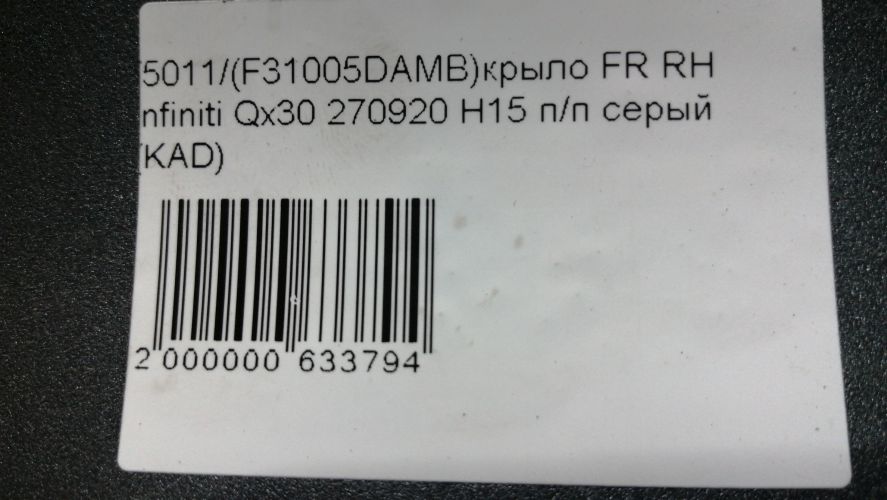 5011/(F31005DAMB)крыло FR RH
nfiniti Qx30 270920 H15 п/п серый
KAD)
2 000000 633794